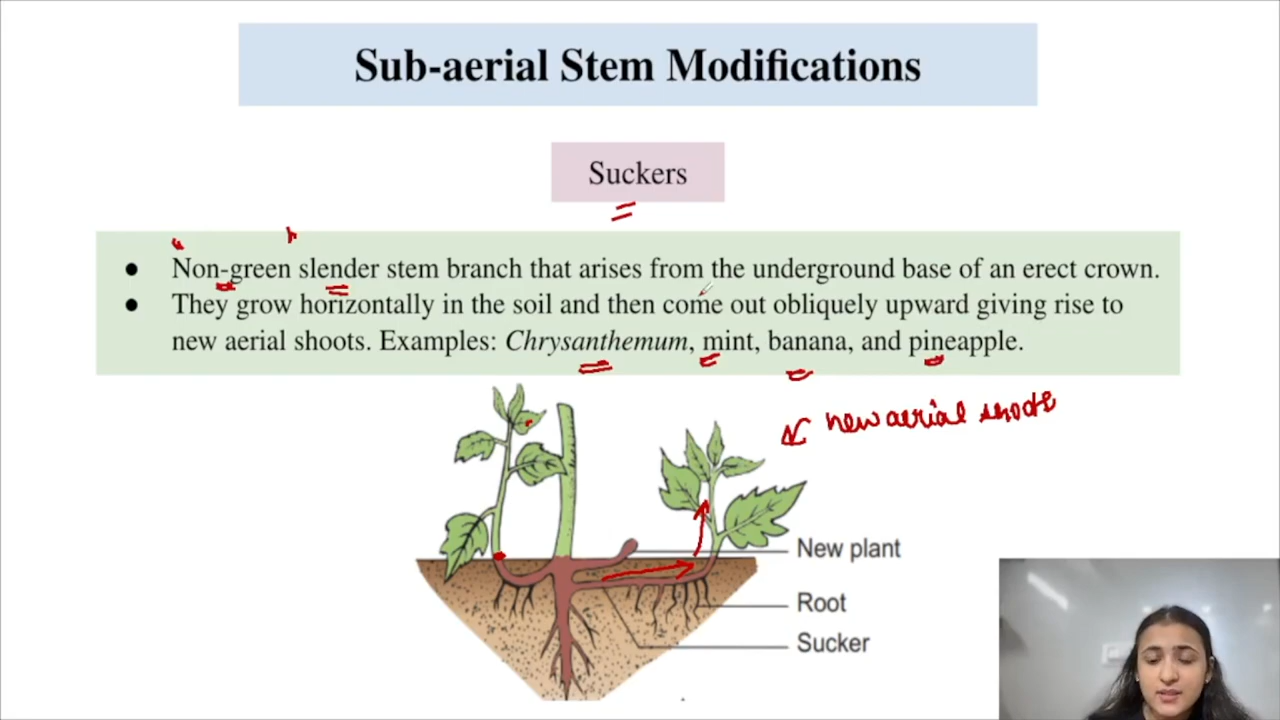 Sub-aerial Stem Modifications
Suckers
● Non-green slender stem branch that arises from the underground base of an erect crown.
● They grow horizontally in the soil and then come out obliquely upward giving rise to
new aerial shoots. Examples: Chrysanthemum, mint, banana, and pineapple.
new aerial shoots
New plant
Root
Sucker